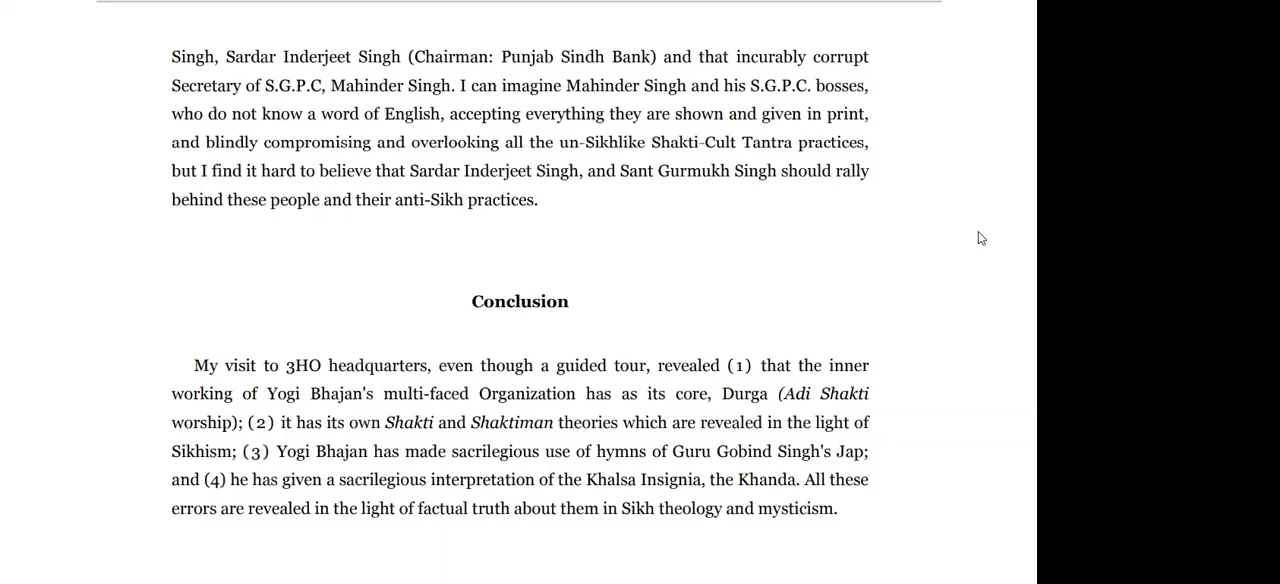 Singh, Sardar Inderjeet Singh (Chairman: Punjab Sindh Bank) and that incurably corrupt
Secretary of S.G.P.C, Mahinder Singh. I can imagine Mahinder Singh and his S.G.P.C. bosses,
who do not know a word of English, accepting everything they are shown and given in print,
and blindly compromising and overlooking all the un-Sikhlike Shakti-Cult Tantra practices,
but I find it hard to believe that Sardar Inderjeet Singh, and Sant Gurmukh Singh should rally
behind these people and their anti-Sikh practices.
Conclusion
My visit to 3HO headquarters, even though a guided tour, revealed (1) that the inner
working of Yogi Bhajan's multi-faced Organization has as its core, Durga (Adi Shakti
worship); (2) it has its own Shakti and Shaktiman theories which are revealed in the light of
Sikhism; (3) Yogi Bhajan has made sacrilegious use of hymns of Guru Gobind Singh's Jap;
and (4) he has given a sacrilegious interpretation of the Khalsa Insignia, the Khanda. All these
errors are revealed in the light of factual truth about them in Sikh theology and mysticism.